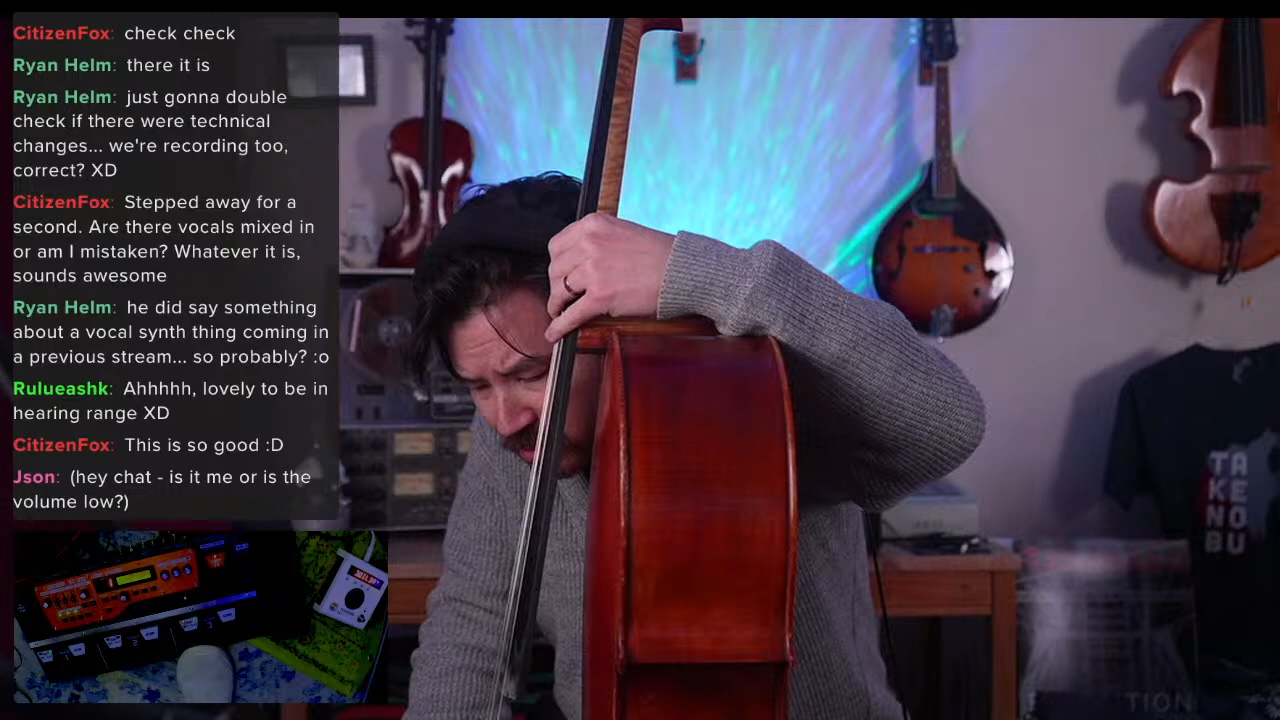 CitizenFox: check check
Ryan Helm: there it is
Ryan Helm: just gonna double
check if there were technical
changes... we're recording too,
correct? XD
CitizenFox: Stepped away for a
second. Are there vocals mixed in
or am I mistaken? Whatever it is,
sounds awesome
Ryan Helm: he did say something
about a vocal synth thing coming in
a previous stream... so probably? :o
Rulueashk: Ahhhhh, lovely to be in
hearing range XD
CitizenFox: This is so good :D
Json: (hey chat - is it me or is the
volume low?)
TA
KE
NO
BU
TION